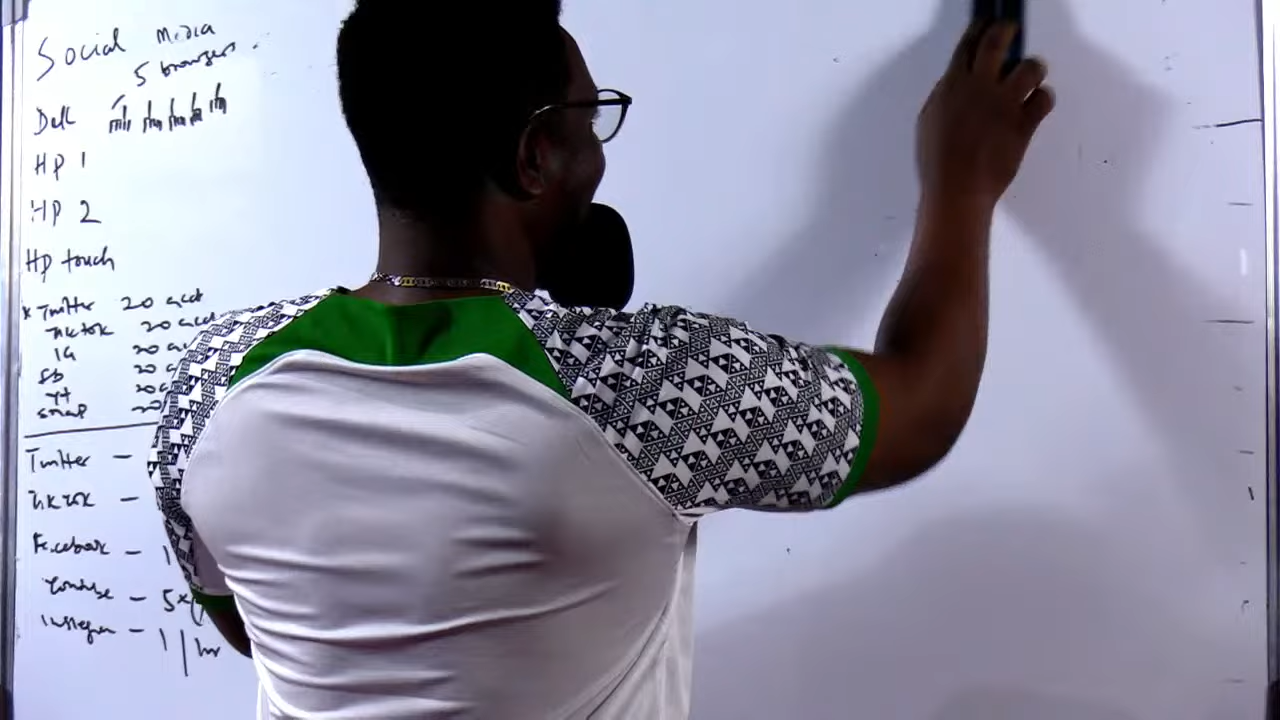 Social Media
5 browsers
Dell
HP 1
HP 2
Hp touch
x Twitter 20 acct
Tiktok 20 acct
IG 20
fb 20
yt 20
snap 20
Twitter –
Tiktok –
Facebook – 1
Youtube – 5x
Instagram – 1/hr